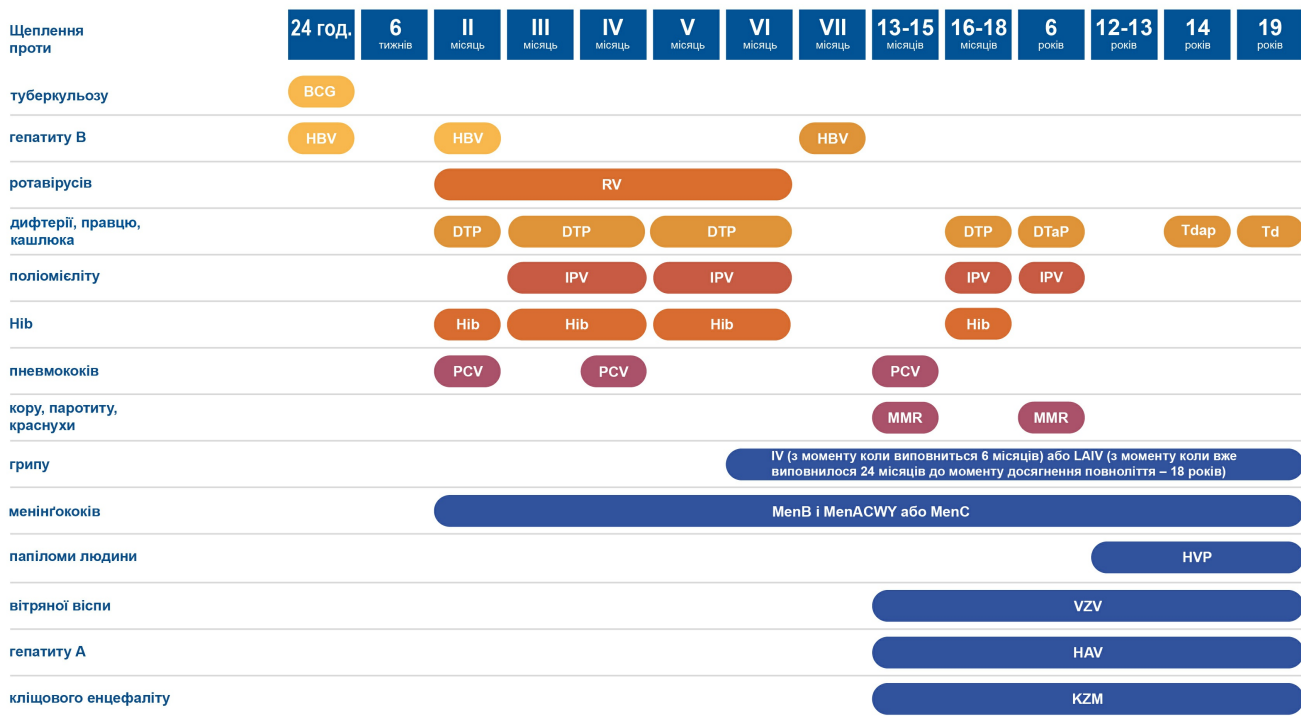 Щеплення
проти
24 год.
6
тижнів
II
місяць
III
місяць
IV
місяць
V
місяць
VI
місяць
VII
місяць
13-15
місяців
16-18
місяців
6
років
12-13
років
14
років
19
років
туберкульозу
BCG
гепатиту B
HBV
HBV
HBV
ротавірусів
RV
дифтерії, правцю,
кашлюка
DTP
DTP
DTP
DTP
DTaP
Tdap
Td
поліомієліту
IPV
IPV
IPV
IPV
Hib
Hib
Hib
Hib
Hib
пневмококів
PCV
PCV
PCV
кору, паротиту,
краснухи
MMR
MMR
грипу
IV (з моменту коли виповниться 6 місяців) або LAIV (з моменту коли вже
виповнилося 24 місяців до моменту досягнення повноліття – 18 років)
менінґококів
MenB і MenACWY або MenC
папіломи людини
HVP
вітряної віспи
VZV
гепатиту A
HAV
кліщового енцефаліту
KZM